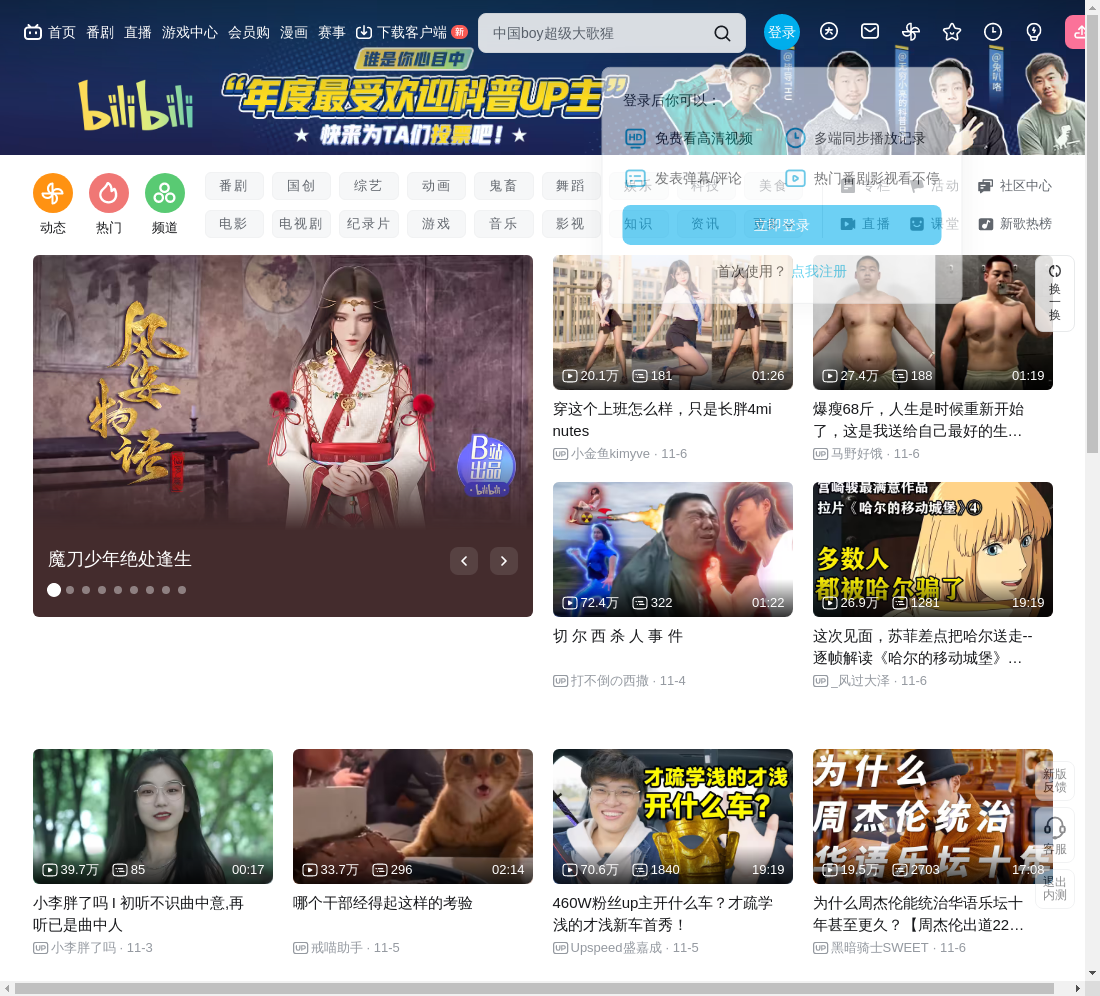 首页 番剧 直播 游戏中心 会员购 漫画 赛事 下载客户端 新 中国boy超级大歌猩 登录
谁是你心目中
“年度最受欢迎科普UP主”
快来为TA们投票吧！
bilibili
登录后你可以：
免费看高清视频 多端同步播放记录
发表弹幕/评论 热门番剧影视看不停
立即登录
首次使用？ 点我注册
动态 热门 频道
番剧 国创 综艺 动画 鬼畜 舞蹈 娱乐 科技 美食 专栏 活动 社区中心
电影 电视剧 纪录片 游戏 音乐 影视 知识 资讯 直播 课堂 新歌热榜
换一换
风姿物语
B站出品
bilibili
魔刀少年绝处逢生
20.1万 181 01:26
穿这个上班怎么样，只是长胖4mi
nutes
UP 小金鱼kimyve · 11-6
27.4万 188 01:19
爆瘦68斤，人生是时候重新开始
了，这是我送给自己最好的生…
UP 马野好饿 · 11-6
72.4万 322 01:22
切 尔 西 杀 人 事 件
UP 打不倒の西撒 · 11-4
宫崎骏最满意作品
拉片《哈尔的移动城堡》④
多数人
都被哈尔骗了
26.9万 1281 19:19
这次见面，苏菲差点把哈尔送走--
逐帧解读《哈尔的移动城堡》…
UP _风过大泽 · 11-6
39.7万 85 00:17
小李胖了吗 I 初听不识曲中意,再
听已是曲中人
UP 小李胖了吗 · 11-3
33.7万 296 02:14
哪个干部经得起这样的考验
UP 戒喵助手 · 11-5
才疏学浅的才浅
开什么车?
70.6万 1840 19:19
460W粉丝up主开什么车？才疏学
浅的才浅新车首秀！
UP Upspeed盛嘉成 · 11-5
为什么
周杰伦统治
华语乐坛十年
19.5万 2703 17:08
为什么周杰伦能统治华语乐坛十
年甚至更久？【周杰伦出道22…
UP 黑暗骑士SWEET · 11-6
新版
反馈
客服
退出
内测